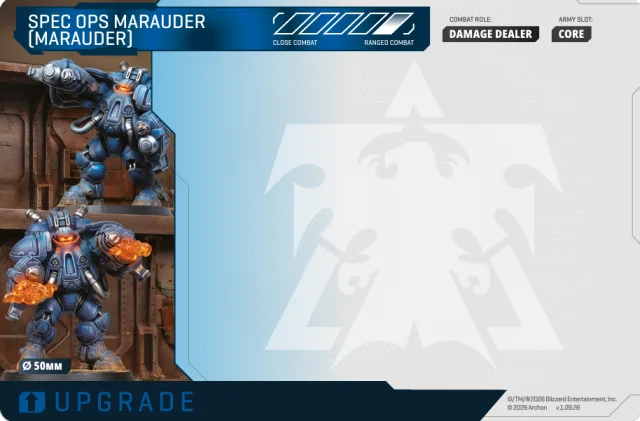 SPEC OPS MARAUDER
(MARAUDER)
CLOSE COMBAT
RANGED COMBAT
COMBAT ROLE:
DAMAGE DEALER
ARMY SLOT:
CORE
Ø 50MM
UPGRADE
©/TM/®2026 Blizzard Entertainment, Inc.
© 2026 Archon v 1.09.26